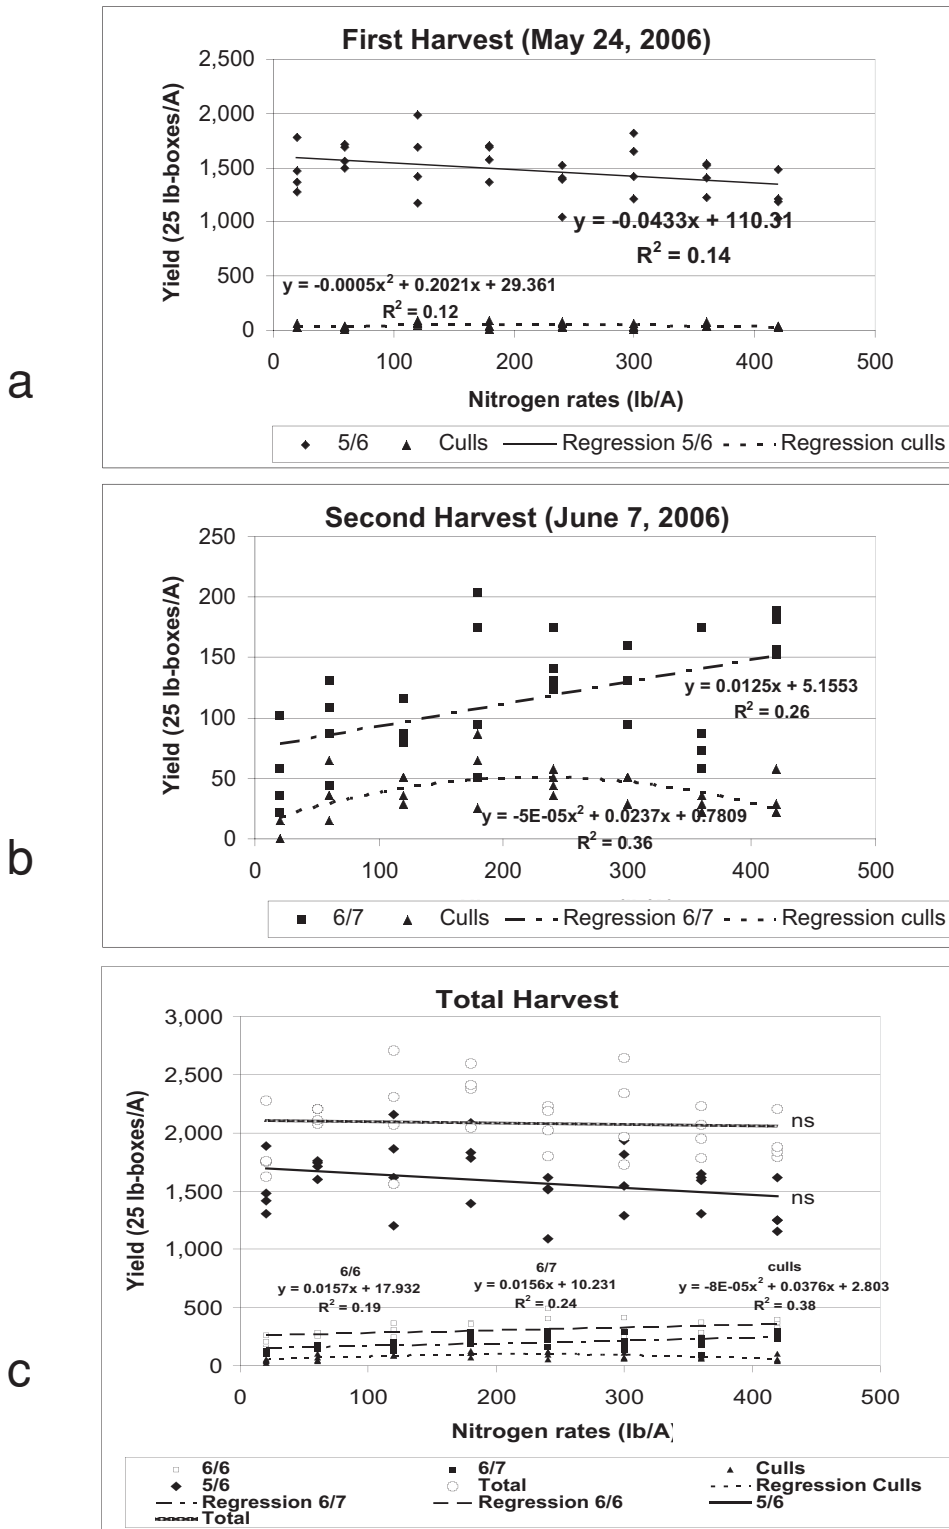 a
First Harvest (May 24, 2006)
Yield (25 lb-boxes/A)
2,500
2,000
1,500
1,000
500
0
y = -0.0433x + 110.31
R² = 0.14
y = -0.0005x² + 0.2021x + 29.361
R² = 0.12
0 100 200 300 400 500
Nitrogen rates (lb/A)
5/6 Culls Regression 5/6 Regression culls
b
Second Harvest (June 7, 2006)
Yield (25 lb-boxes/A)
250
200
150
100
50
0
y = 0.0125x + 5.1553
R² = 0.26
y = -5E-05x² + 0.0237x + 0.7809
R² = 0.36
0 100 200 300 400 500
6/7 Culls Regression 6/7 Regression culls
c
Total Harvest
Yield (25 lb-boxes/A)
3,000
2,500
2,000
1,500
1,000
500
0
ns
ns
6/6
y = 0.0157x + 17.932
R² = 0.19
6/7
y = 0.0156x + 10.231
R² = 0.24
culls
y = -8E-05x² + 0.0376x + 2.803
R² = 0.38
0 100 200 300 400 500
Nitrogen rates (lb/A)
6/6 6/7 Culls
5/6 Total Regression Culls
Regression 6/7 Regression 6/6 5/6
Total